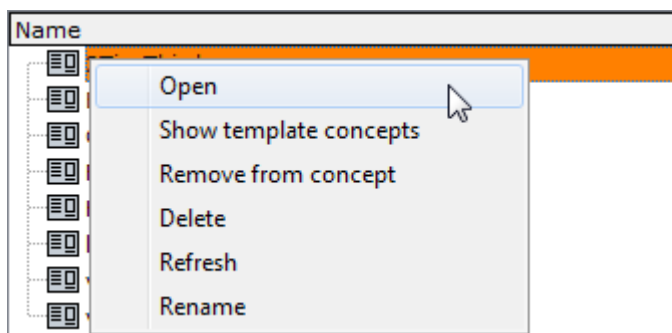 Name
Open
Show template concepts
Remove from concept
Delete
Refresh
Rename